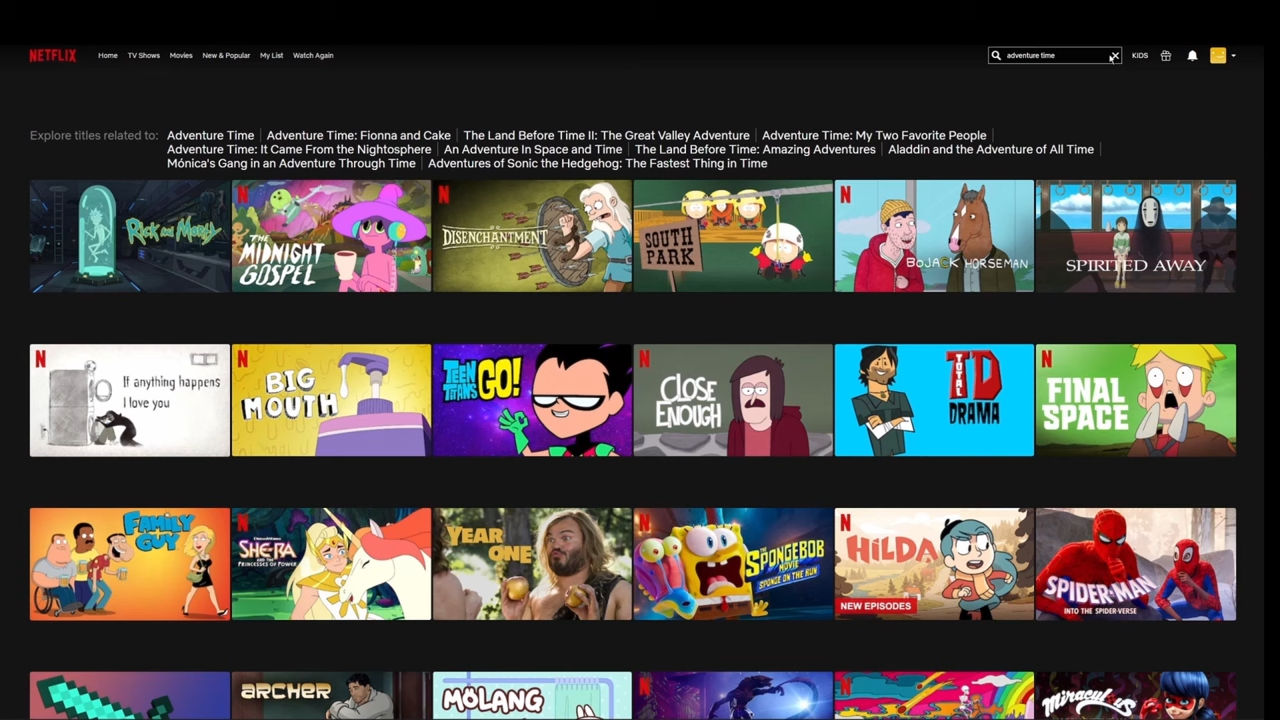 NETFLIX Home TV Shows Movies New & Popular My List Watch Again adventure time KIDS
Explore titles related to: Adventure Time | Adventure Time: Fionna and Cake | The Land Before Time II: The Great Valley Adventure | Adventure Time: My Two Favorite People |
Adventure Time: It Came From the Nightosphere | An Adventure In Space and Time | The Land Before Time: Amazing Adventures | Aladdin and the Adventure of All Time |
Mónica's Gang in an Adventure Through Time | Adventures of Sonic the Hedgehog: The Fastest Thing in Time
Rick and Morty
N
THE
MIDNIGHT
GOSPEL
N
DISENCHANTMENT
SOUTH
PARK
N
BOJACK HORSEMAN
SPIRITED AWAY
N
If anything happens
I love you
N
BIG
MOUTH
TEEN
TITANS GO!
N
CLOSE
ENOUGH
TOTAL
TD
DRAMA
N
FINAL
SPACE
FAMILY
GUY
N
DREAMWORKS
SHE-RA
AND THE
PRINCESSES OF POWER
YEAR
ONE
N
THE
SPONGEBOB
MOVIE
SPONGE ON THE RUN
N
HILDA
NEW EPISODES
SPIDER-MAN
INTO THE SPIDER-VERSE
ARCHER
MOLANG
N
N
Miraculous